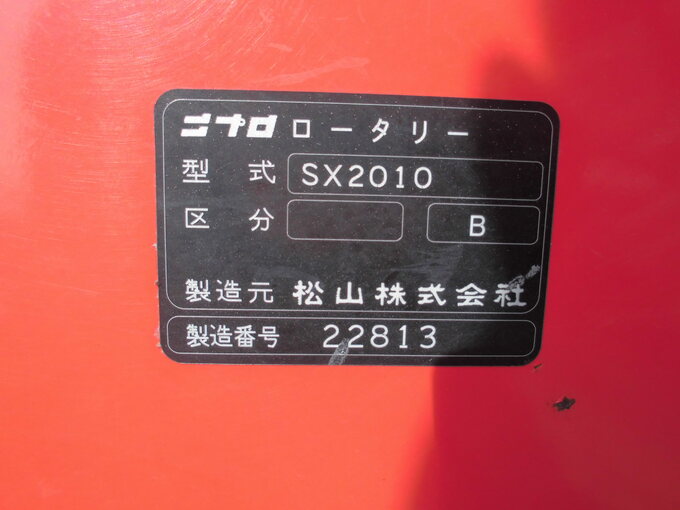 ニプロ ロータリー
型式 SX2010
区分 B
製造元 松山株式会社
製造番号 22813